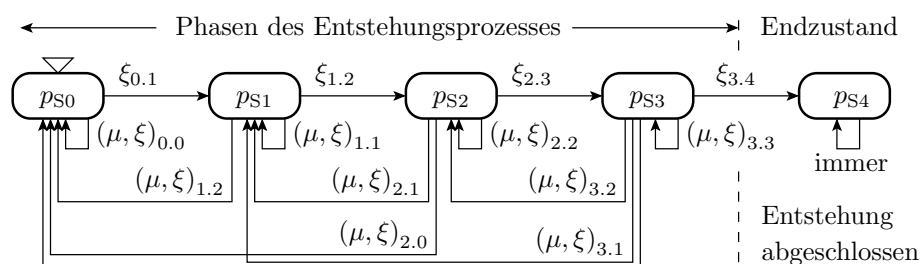 Phasen des Entstehungsprozesses Endzustand
ξ0.1 ξ1.2 ξ2.3 ξ3.4
pS0 pS1 pS2 pS3 pS4
(μ, ξ)0.0 (μ, ξ)1.1 (μ, ξ)2.2 (μ, ξ)3.3
immer
(μ, ξ)1.2 (μ, ξ)2.1 (μ, ξ)3.2
Entstehung
(μ, ξ)2.0 (μ, ξ)3.1
abgeschlossen